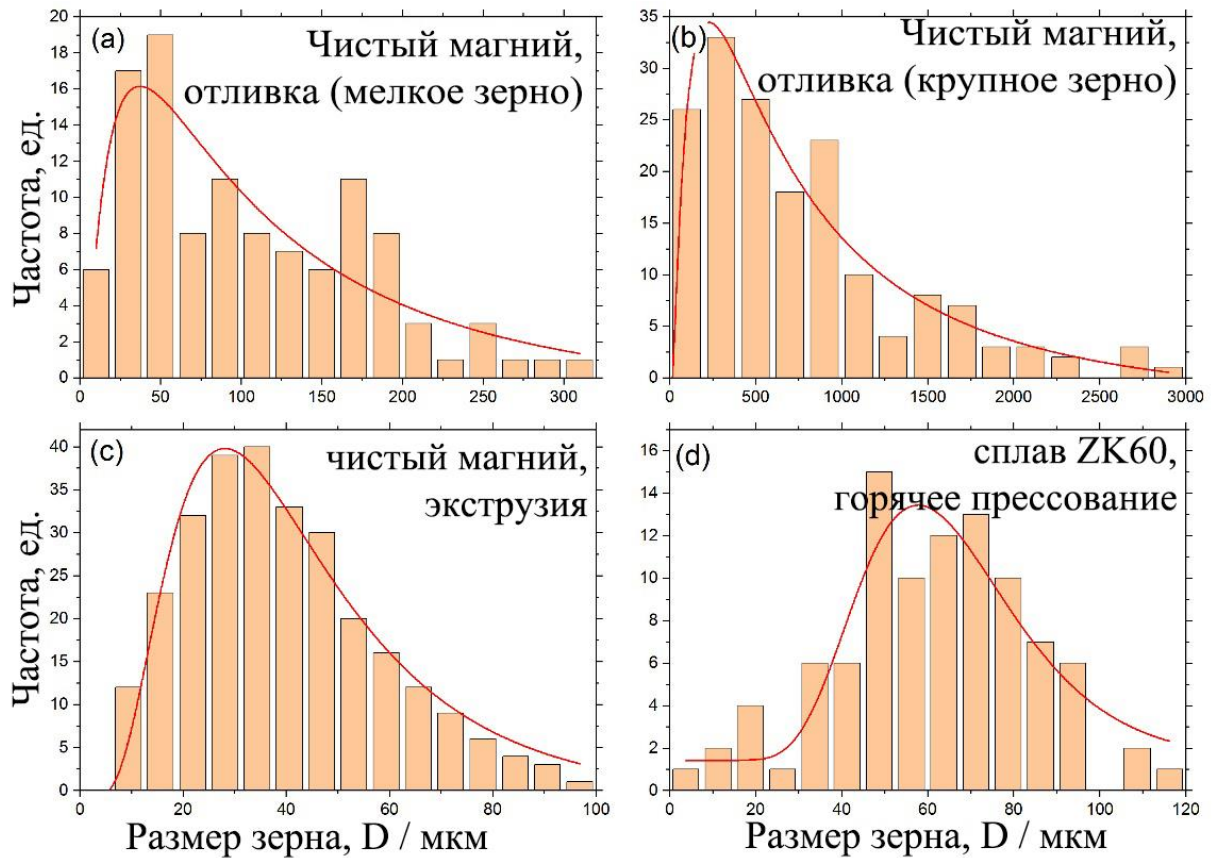 (a)
Чистый магний,
отливка (мелкое зерно)
Частота, ед.
20
18
16
14
12
10
8
6
4
2
0
0 50 100 150 200 250 300
(b)
Чистый магний,
отливка (крупное зерно)
35
30
25
20
15
10
5
0
0 500 1000 1500 2000 2500 3000
(c)
чистый магний,
экструзия
Частота, ед.
40
35
30
25
20
15
10
5
0
0 20 40 60 80 100
Размер зерна, D / мкм
(d)
сплав ZK60,
горячее прессование
16
14
12
10
8
6
4
2
0
0 20 40 60 80 100 120
Размер зерна, D / мкм